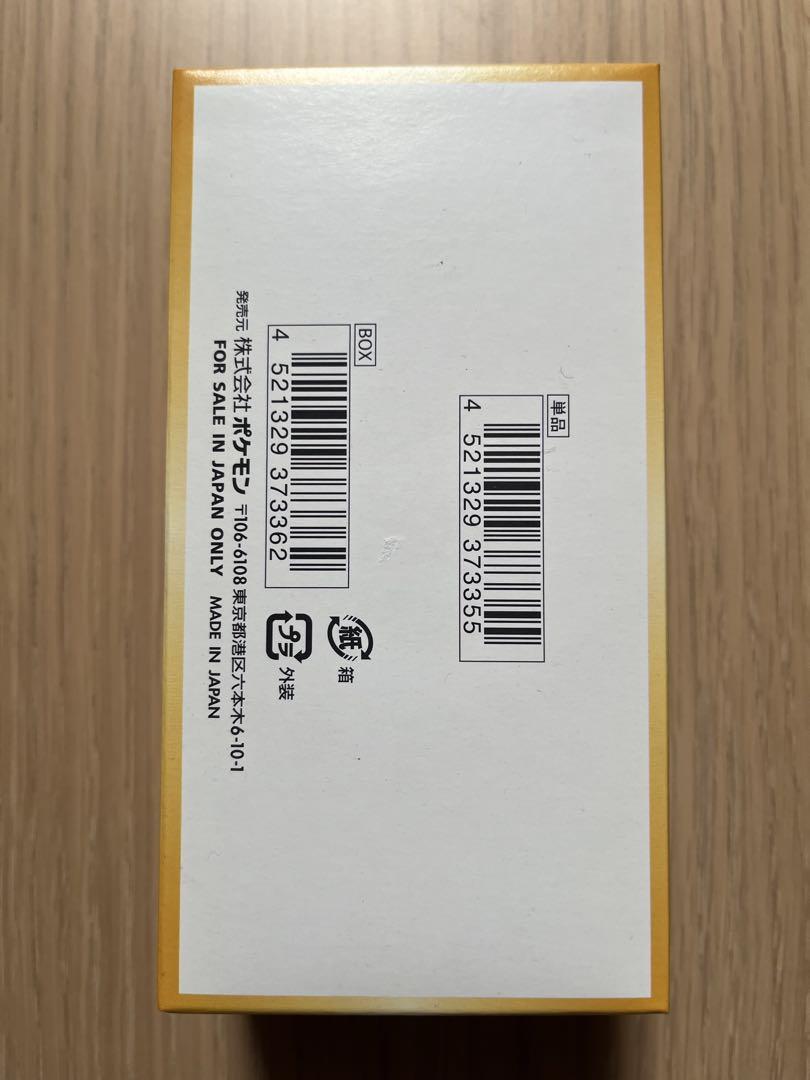 単品
4 521329 373355
BOX
4 521329 373362
紙 箱
プラ 外装
発売元 株式会社 ポケモン 〒106-6108 東京都港区六本木6-10-1
FOR SALE IN JAPAN ONLY MADE IN JAPAN